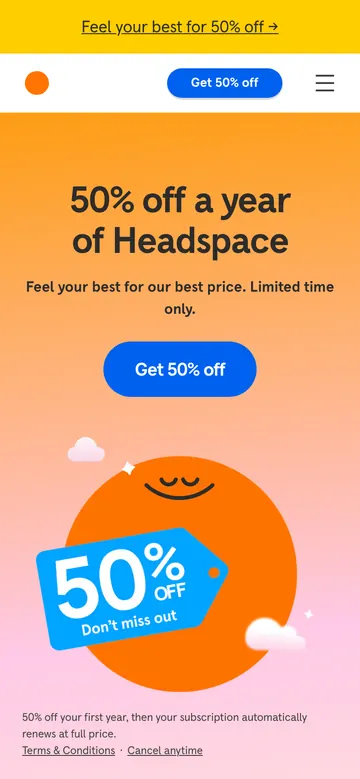 Feel your best for 50% off →
Get 50% off
50% off a year
of Headspace
Feel your best for our best price. Limited time
only.
Get 50% off
50%
OFF
Don't miss out
50% off your first year, then your subscription automatically
renews at full price.
Terms & Conditions · Cancel anytime